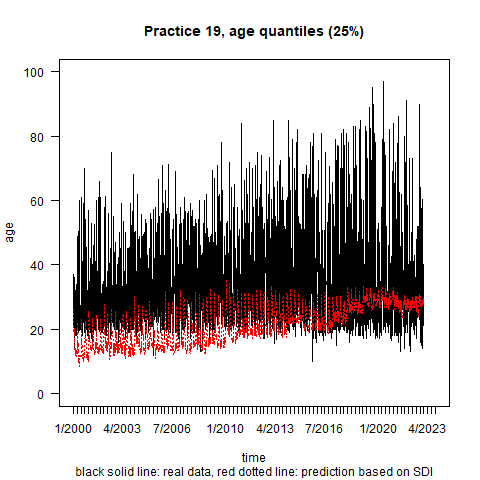 Practice 19, age quantiles (25%)
100
80
60
40
20
0
age
1/2000 4/2003 7/2006 1/2010 4/2013 7/2016 1/2020 4/2023
time
black solid line: real data, red dotted line: prediction based on SDI